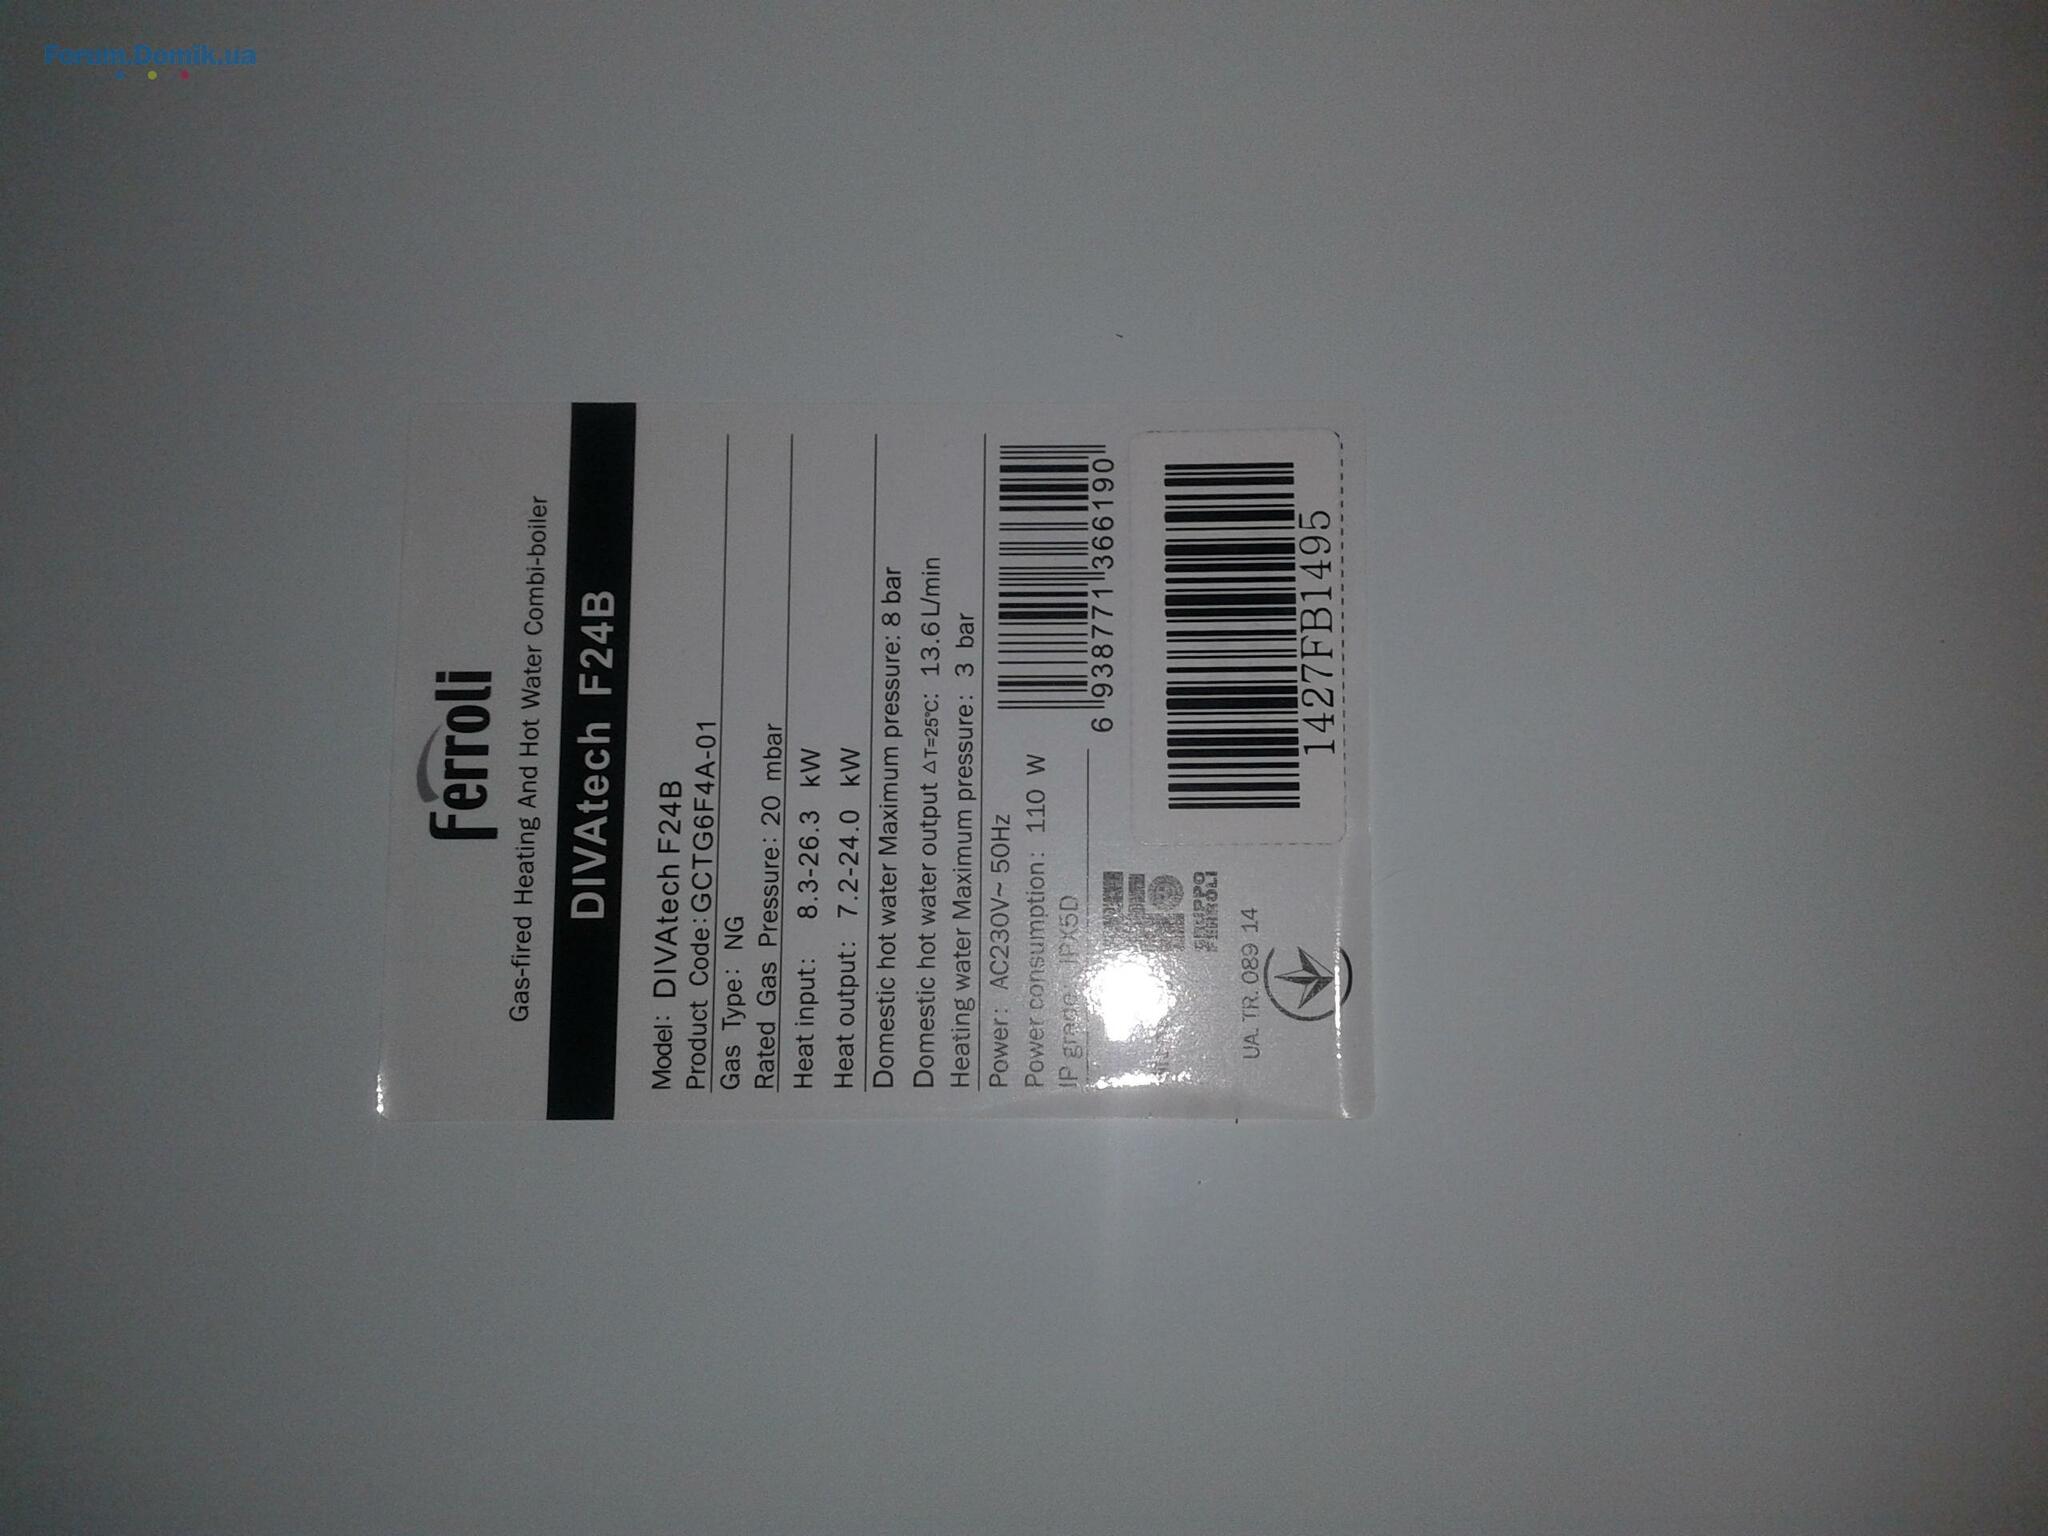 Forum.Domik.ua
Ferroli
Gas-fired Heating And Hot Water Combi-boiler
DIVAtech F24B
Model: DIVAtech F24B
Product Code: GCTG6F4A-01
Gas Type: NG
Rated Gas Pressure: 20 mbar
Heat input: 8.3-26.3 kW
Heat output: 7.2-24.0 kW
Domestic hot water Maximum pressure: 8 bar
Domestic hot water output △T=25℃: 13.6 L/min
Heating water Maximum pressure: 3 bar
Power: AC230V~ 50Hz
Power consumption: 110 W
IP grade: IPX5D
6 938771 366190
FERROLI
UA. TR. 089 14
1427FB1495